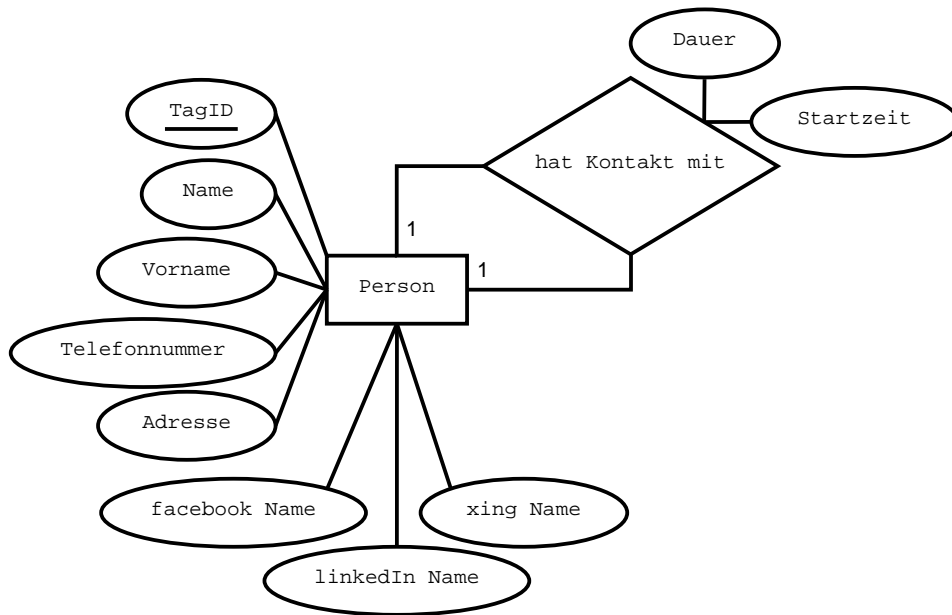 Dauer
TagID
Startzeit
hat Kontakt mit
Name
1
Vorname
1
Person
Telefonnummer
Adresse
facebook Name
xing Name
linkedIn Name